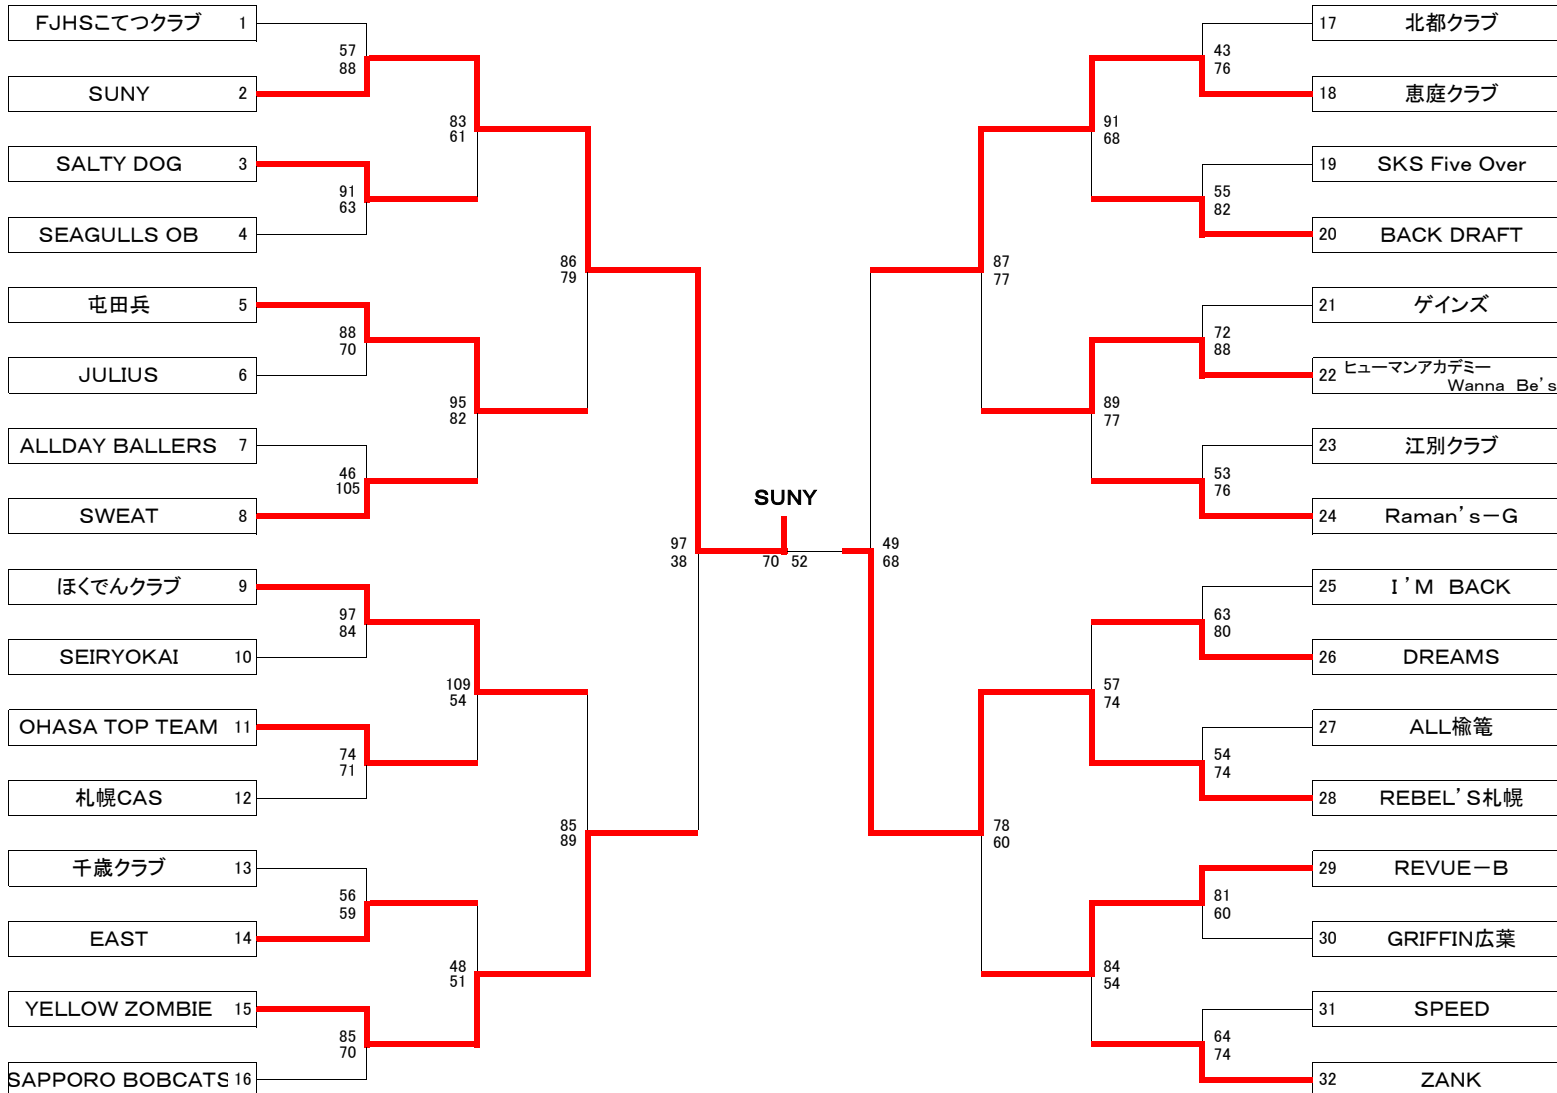 FJHSこてつクラブ 1
57
88
SUNY 2
83
61
SALTY DOG 3
91
63
SEAGULLS OB 4
86
79
屯田兵 5
88
70
JULIUS 6
95
82
ALLDAY BALLERS 7
46
105
SWEAT 8
97
38
ほくでんクラブ 9
97
84
SEIRYOKAI 10
109
54
OHASA TOP TEAM 11
74
71
札幌CAS 12
85
89
千歳クラブ 13
56
59
EAST 14
48
51
YELLOW ZOMBIE 15
85
70
SAPPORO BOBCATS 16
SUNY
70 52
17 北都クラブ
43
76
18 恵庭クラブ
91
68
19 SKS Five Over
55
82
20 BACK DRAFT
87
77
21 ゲインズ
72
88
22 ヒューマンアカデミー
Wanna Be's
89
77
23 江別クラブ
53
76
24 Raman's-G
49
68
25 I'M BACK
63
80
26 DREAMS
57
74
27 ALL楡篭
54
74
28 REBEL'S札幌
78
60
29 REVUE-B
81
60
30 GRIFFIN広葉
84
54
31 SPEED
64
74
32 ZANK